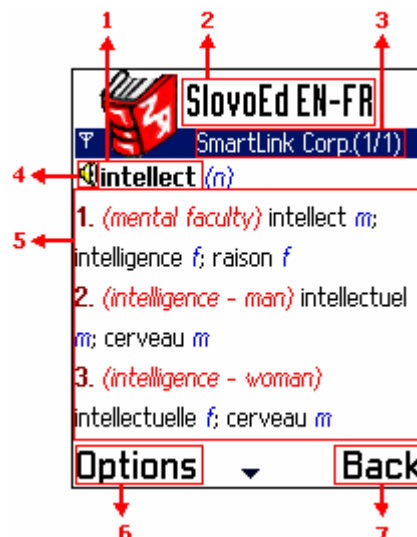 1 2 3
SlovoEd EN-FR
SmartLink Corp.(1/1)
4 intellect (n)
1. (mental faculty) intellect m;
5 intelligence f; raison f
2. (intelligence - man) intellectuel
m; cerveau m
3. (intelligence - woman)
intellectuelle f; cerveau m
Options Back
6 7